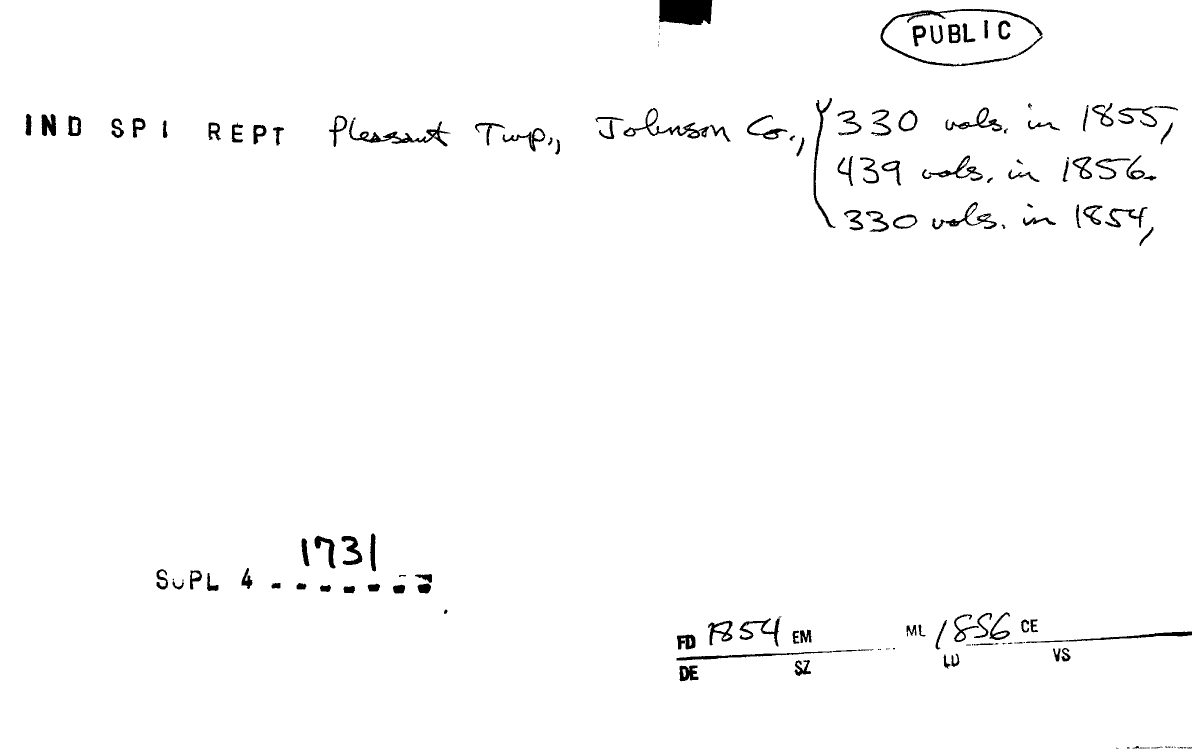 PUBLIC
IND SPI REPT Pleasant Twp., Johnson Co., 330 vols. in 1855,
439 vols. in 1856.
330 vols. in 1854,
1731
SUPL 4
FD 1854 EM ML 1856 CE
DE SZ LU VS